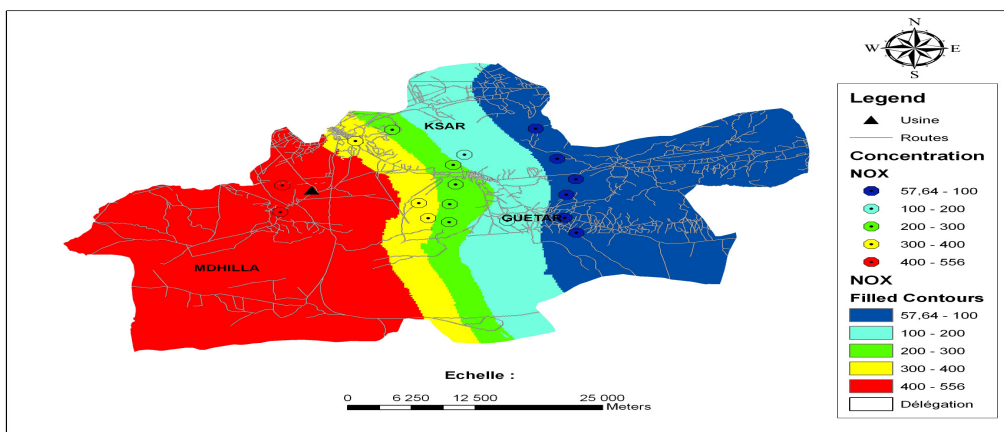 N
W E
S
KSAR
GUETAR
MDHILLA
Legend
Usine
Routes
Concentration
NOX
57,64 - 100
100 - 200
200 - 300
300 - 400
400 - 556
NOX
Filled Contours
57,64 - 100
100 - 200
200 - 300
300 - 400
400 - 556
Délégation
Echelle :
0 6 250 12 500 25 000
Meters